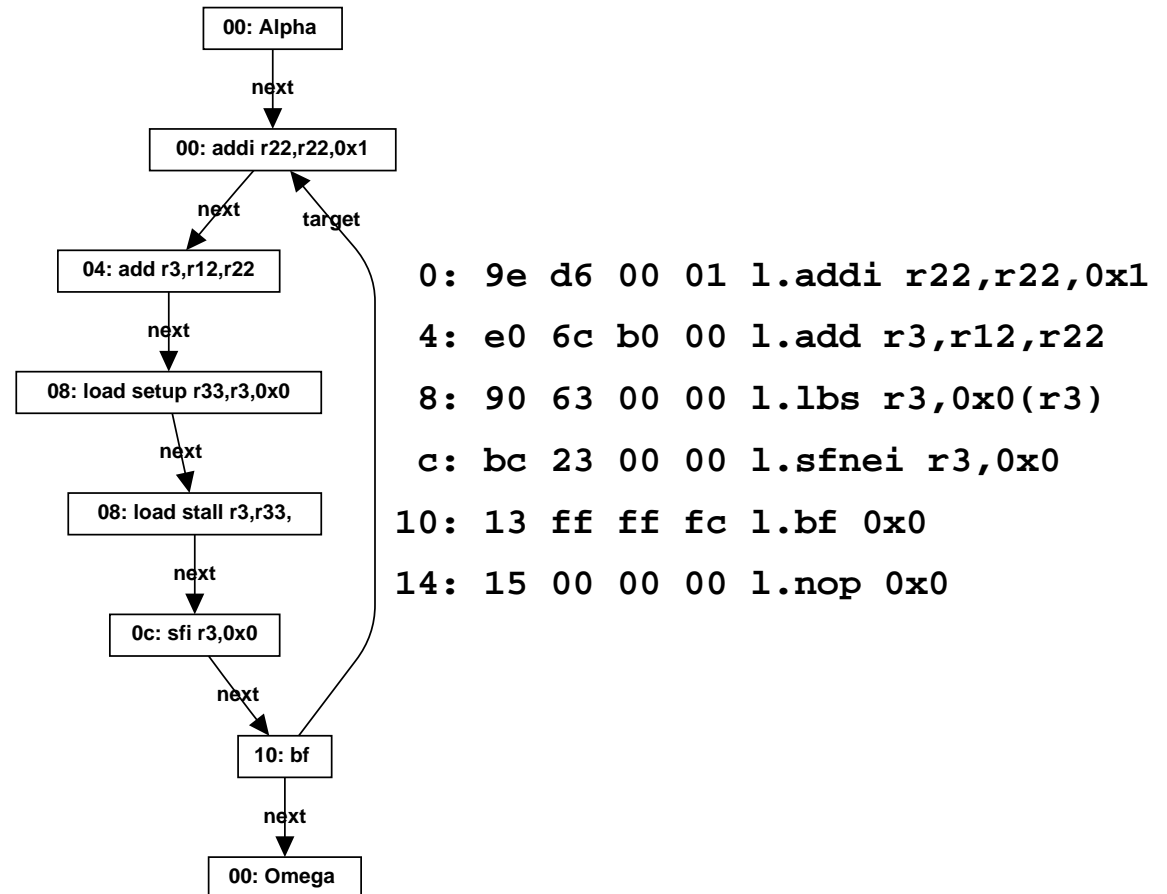 00: Alpha
next
00: addi r22,r22,0x1
next
target
04: add r3,r12,r22
next
08: load setup r33,r3,0x0
next
08: load stall r3,r33,
next
0c: sfi r3,0x0
next
10: bf
next
00: Omega
0: 9e d6 00 01 l.addi r22,r22,0x1
4: e0 6c b0 00 l.add r3,r12,r22
8: 90 63 00 00 l.lbs r3,0x0(r3)
c: bc 23 00 00 l.sfnei r3,0x0
10: 13 ff ff fc l.bf 0x0
14: 15 00 00 00 l.nop 0x0